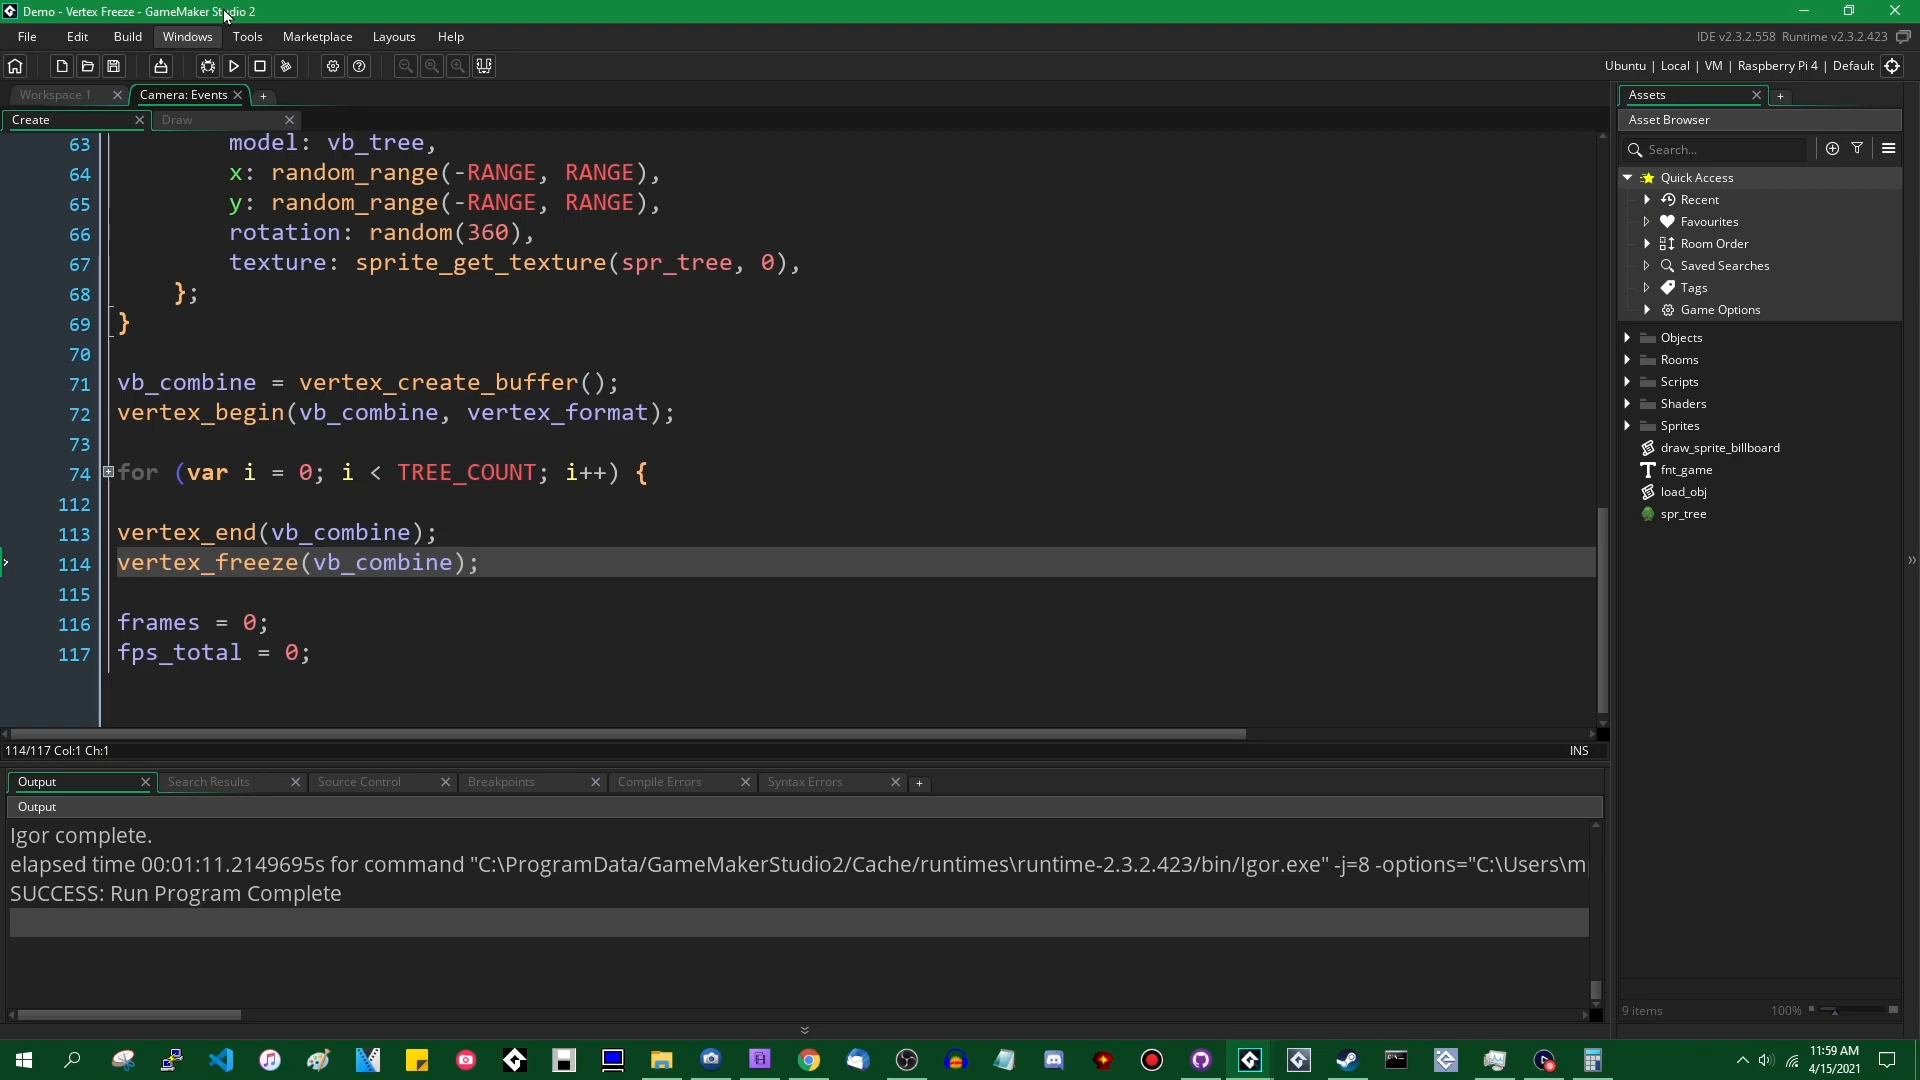 Demo - Vertex Freeze - GameMaker Studio 2
File Edit Build Windows Tools Marketplace Layouts Help
IDE v2.3.2.558 Runtime v2.3.2.423
Ubuntu | Local | VM | Raspberry Pi 4 | Default
Workspace 1
Camera: Events
Create
Draw
63 model: vb_tree,
64 x: random_range(-RANGE, RANGE),
65 y: random_range(-RANGE, RANGE),
66 rotation: random(360),
67 texture: sprite_get_texture(spr_tree, 0),
68 };
69 }
70
71 vb_combine = vertex_create_buffer();
72 vertex_begin(vb_combine, vertex_format);
73
74 for (var i = 0; i < TREE_COUNT; i++) {
112
113 vertex_end(vb_combine);
114 vertex_freeze(vb_combine);
115
116 frames = 0;
117 fps_total = 0;
114/117 Col:1 Ch:1
INS
Output
Search Results
Source Control
Breakpoints
Compile Errors
Syntax Errors
Output
Igor complete.
elapsed time 00:01:11.2149695s for command "C:\ProgramData/GameMakerStudio2/Cache/runtimes\runtime-2.3.2.423/bin/Igor.exe" -j=8 -options="C:\Users\m
SUCCESS: Run Program Complete
Assets
Asset Browser
Search...
Quick Access
Recent
Favourites
Room Order
Saved Searches
Tags
Game Options
Objects
Rooms
Scripts
Shaders
Sprites
draw_sprite_billboard
fnt_game
load_obj
spr_tree
9 items
100%
11:59 AM
4/15/2021